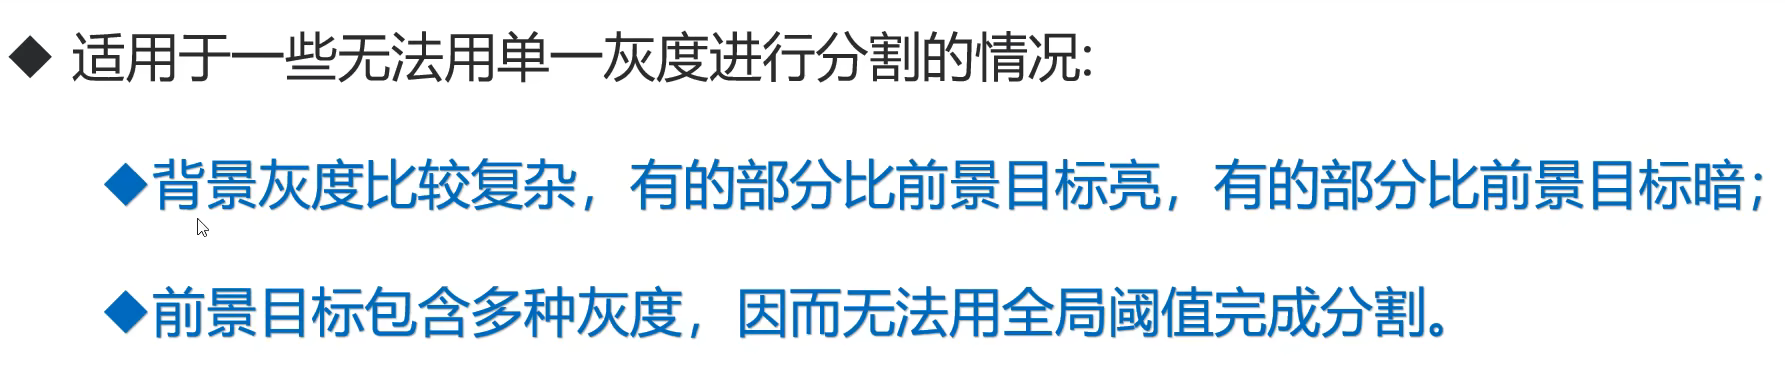 ◆ 适用于一些无法用单一灰度进行分割的情况:
◆背景灰度比较复杂，有的部分比前景目标亮，有的部分比前景目标暗；
◆前景目标包含多种灰度，因而无法用全局阈值完成分割。